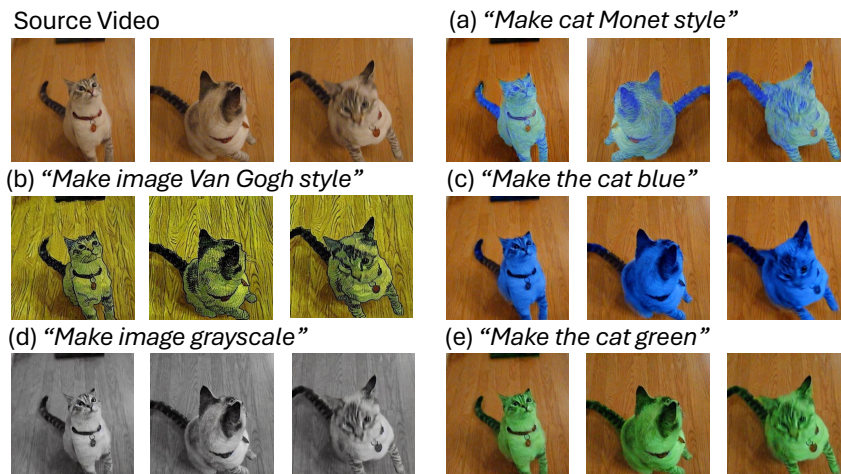 Source Video
(a) “Make cat Monet style”
(b) “Make image Van Gogh style”
(c) “Make the cat blue”
(d) “Make image grayscale”
(e) “Make the cat green”